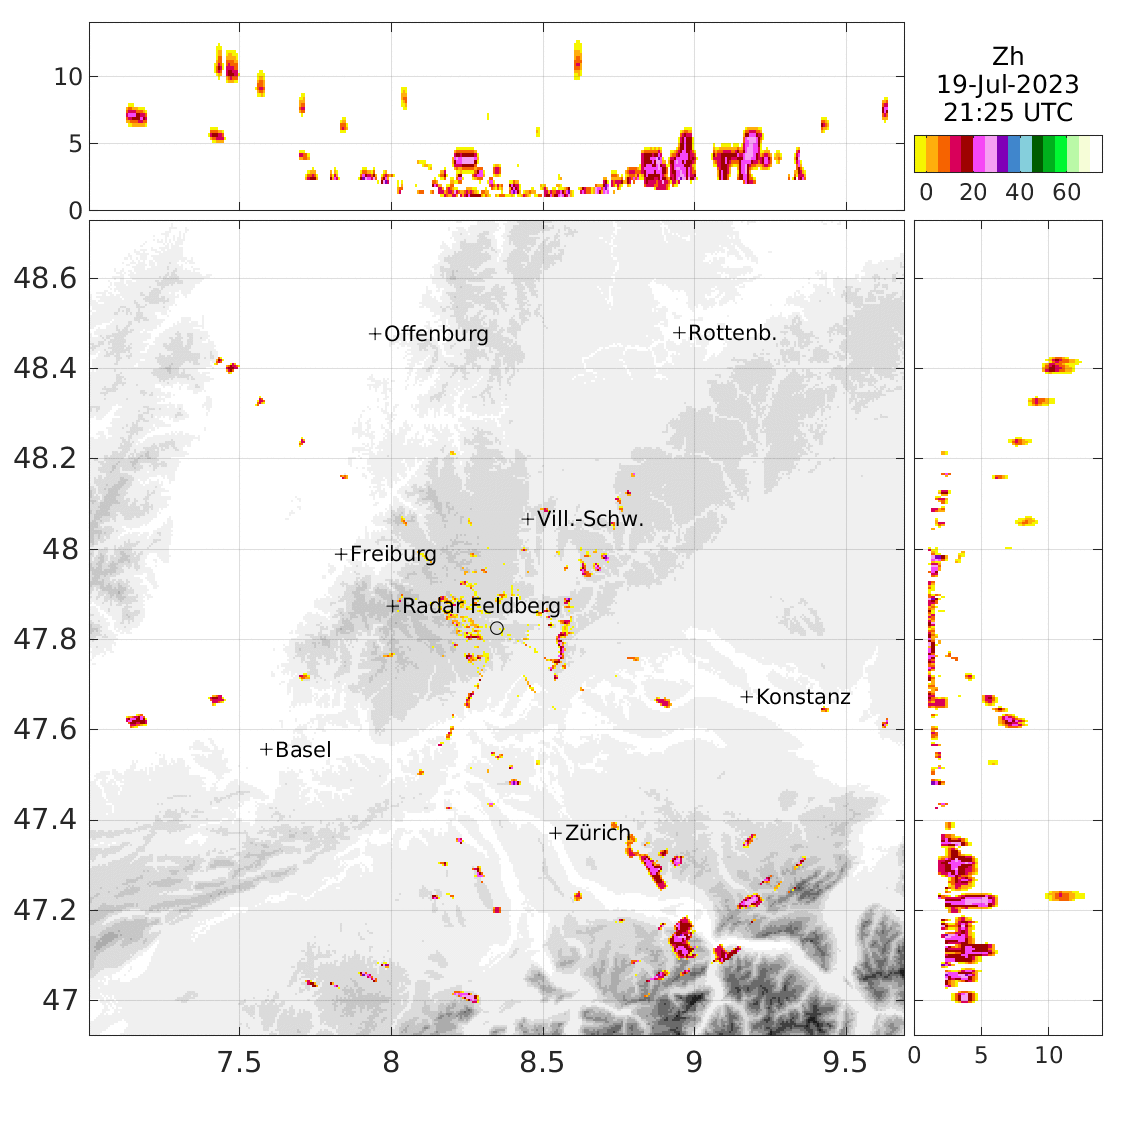 Zh
19-Jul-2023
21:25 UTC
0 20 40 60
10
5
0
48.6
48.4
48.2
48
47.8
47.6
47.4
47.2
47
+Offenburg
+Rottenb.
+Vill.-Schw.
+Freiburg
+Radar Feldberg
+Konstanz
+Basel
+Zürich
7.5 8 8.5 9 9.5
0 5 10